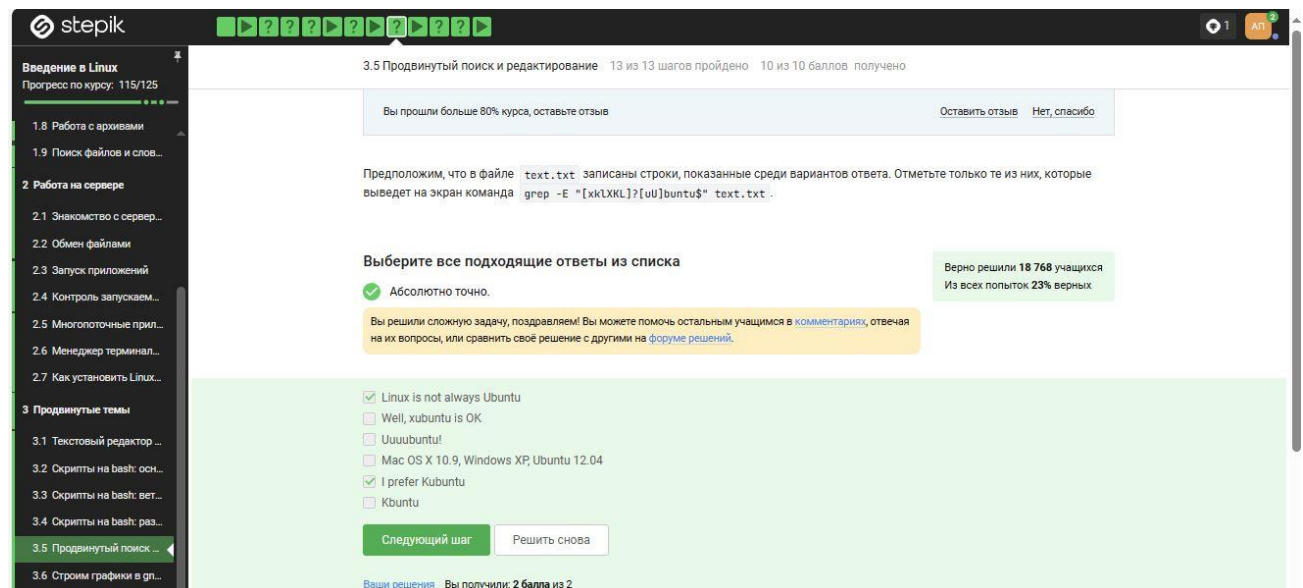 stepik
1
АП
2
Введение в Linux
Прогресс по курсу: 115/125
1.8 Работа с архивами
1.9 Поиск файлов и слов...
2 Работа на сервере
2.1 Знакомство с сервер...
2.2 Обмен файлами
2.3 Запуск приложений
2.4 Контроль запускаем...
2.5 Многопоточные прил...
2.6 Менеджер терминал...
2.7 Как установить Linux...
3 Продвинутые темы
3.1 Текстовый редактор ...
3.2 Скрипты на bash: осн...
3.3 Скрипты на bash: вет...
3.4 Скрипты на bash: раз...
3.5 Продвинутый поиск ...
3.6 Строим графики в gn...
3.5 Продвинутый поиск и редактирование 13 из 13 шагов пройдено 10 из 10 баллов получено
Вы прошли больше 80% курса, оставьте отзыв Оставить отзыв Нет, спасибо
Предположим, что в файле text.txt записаны строки, показанные среди вариантов ответа. Отметьте только те из них, которые
выведет на экран команда grep -E "[xklXKL]?[uU]buntu$" text.txt .
Выберите все подходящие ответы из списка
Абсолютно точно.
Вы решили сложную задачу, поздравляем! Вы можете помочь остальным учащимся в комментариях, отвечая
на их вопросы, или сравнить своё решение с другими на форуме решений.
Верно решили 18 768 учащихся
Из всех попыток 23% верных
Linux is not always Ubuntu
Well, xubuntu is OK
Uuuubuntu!
Mac OS X 10.9, Windows XP, Ubuntu 12.04
I prefer Kubuntu
Kbuntu
Следующий шаг Решить снова
Ваши решения Вы получили: 2 балла из 2